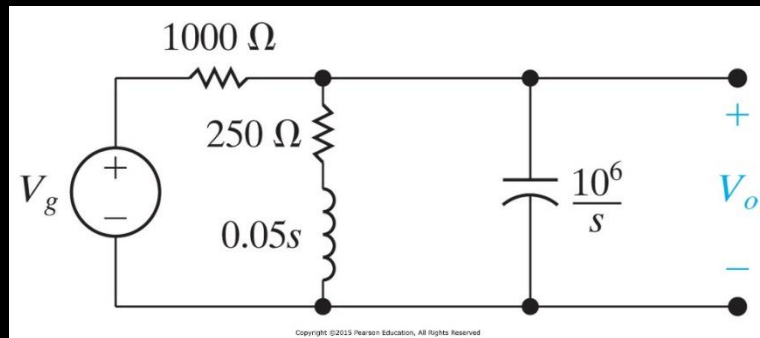 1000 Ω
250 Ω
+
+
V_g
10^6/s
V_o
−
0.05s
−
Copyright ©2015 Pearson Education, All Rights Reserved